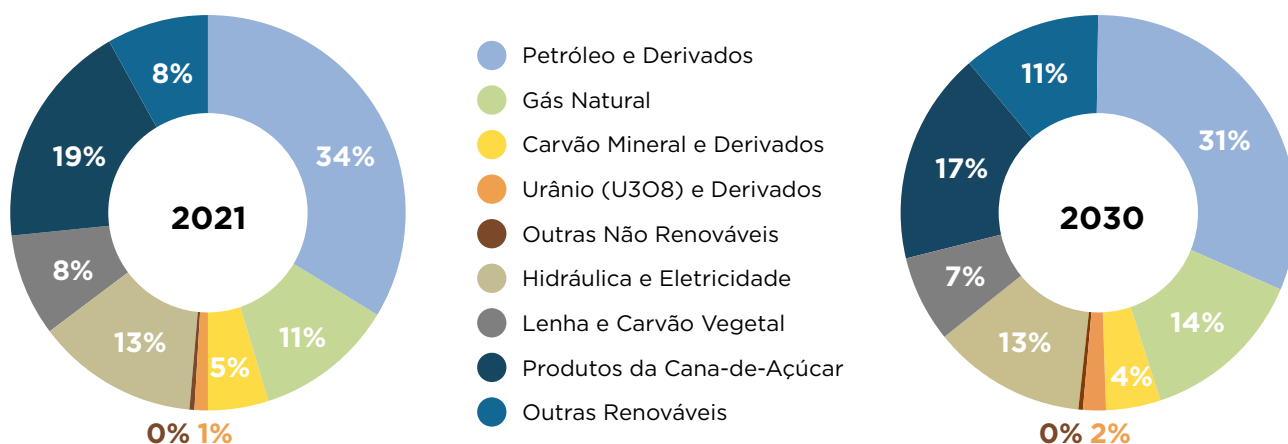 8%
34%
19%
2021
8%
13%
11%
5%
0% 1%
Petróleo e Derivados
Gás Natural
Carvão Mineral e Derivados
Urânio (U3O8) e Derivados
Outras Não Renováveis
Hidráulica e Eletricidade
Lenha e Carvão Vegetal
Produtos da Cana-de-Açúcar
Outras Renováveis
11%
31%
17%
2030
7%
14%
13%
4%
0% 2%